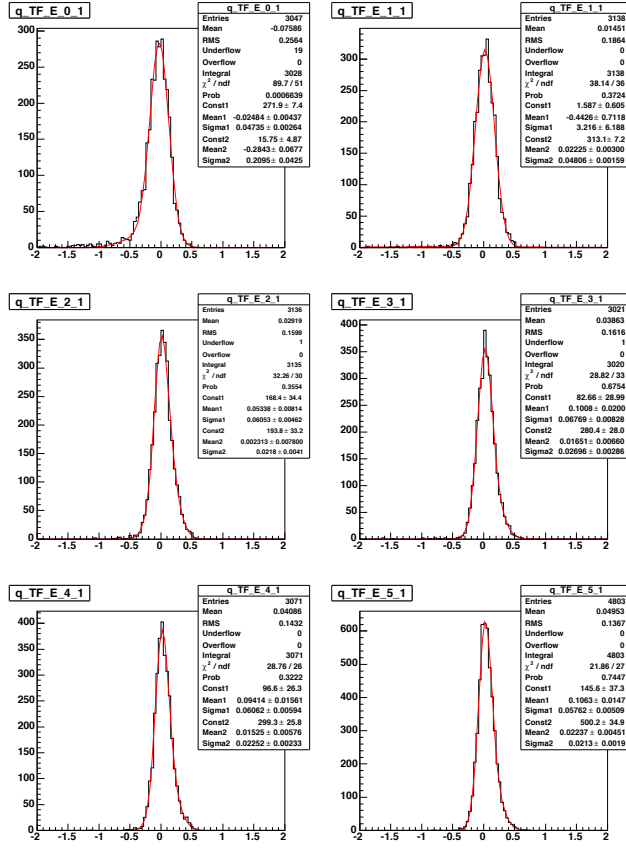 q_TF_E_0_1
q_TF_E_0_1
Entries 3047
Mean -0.07586
RMS 0.2564
Underflow 19
Overflow 0
Integral 3028
χ² / ndf 89.7 / 51
Prob 0.0006639
Const1 271.9 ± 7.4
Mean1 -0.02484 ± 0.00437
Sigma1 0.04735 ± 0.00264
Const2 15.75 ± 4.87
Mean2 -0.2843 ± 0.0677
Sigma2 0.2095 ± 0.0425
300
250
200
150
100
50
0
-2 -1.5 -1 -0.5 0 0.5 1 1.5 2
q_TF_E_1_1
q_TF_E_1_1
Entries 3138
Mean 0.01451
RMS 0.1864
Underflow 0
Overflow 0
Integral 3138
χ² / ndf 38.14 / 36
Prob 0.3724
Const1 1.587 ± 0.605
Mean1 -0.4426 ± 0.7118
Sigma1 3.216 ± 6.188
Const2 313.1 ± 7.2
Mean2 0.02225 ± 0.00300
Sigma2 0.04806 ± 0.00159
300
250
200
150
100
50
0
-2 -1.5 -1 -0.5 0 0.5 1 1.5 2
q_TF_E_2_1
q_TF_E_2_1
Entries 3136
Mean 0.02919
RMS 0.1599
Underflow 1
Overflow 0
Integral 3135
χ² / ndf 32.26 / 30
Prob 0.3554
Const1 168.4 ± 34.4
Mean1 0.05338 ± 0.00814
Sigma1 0.06053 ± 0.00462
Const2 193.8 ± 33.2
Mean2 0.002313 ± 0.007800
Sigma2 0.0218 ± 0.0041
350
300
250
200
150
100
50
0
-2 -1.5 -1 -0.5 0 0.5 1 1.5 2
q_TF_E_3_1
q_TF_E_3_1
Entries 3021
Mean 0.03863
RMS 0.1616
Underflow 1
Overflow 0
Integral 3020
χ² / ndf 28.82 / 33
Prob 0.6754
Const1 82.66 ± 28.99
Mean1 0.1008 ± 0.0200
Sigma1 0.06769 ± 0.00828
Const2 280.4 ± 28.0
Mean2 0.01651 ± 0.00660
Sigma2 0.02696 ± 0.00286
400
350
300
250
200
150
100
50
0
-2 -1.5 -1 -0.5 0 0.5 1 1.5 2
q_TF_E_4_1
q_TF_E_4_1
Entries 3071
Mean 0.04086
RMS 0.1432
Underflow 0
Overflow 0
Integral 3071
χ² / ndf 28.76 / 26
Prob 0.3222
Const1 96.6 ± 26.3
Mean1 0.09414 ± 0.01561
Sigma1 0.06062 ± 0.00594
Const2 299.3 ± 25.8
Mean2 0.01525 ± 0.00576
Sigma2 0.02252 ± 0.00233
400
350
300
250
200
150
100
50
0
-2 -1.5 -1 -0.5 0 0.5 1 1.5 2
q_TF_E_5_1
q_TF_E_5_1
Entries 4803
Mean 0.04953
RMS 0.1367
Underflow 0
Overflow 0
Integral 4803
χ² / ndf 21.86 / 27
Prob 0.7447
Const1 145.6 ± 37.3
Mean1 0.1063 ± 0.0147
Sigma1 0.05762 ± 0.00509
Const2 500.2 ± 34.9
Mean2 0.02237 ± 0.00451
Sigma2 0.0213 ± 0.0019
600
500
400
300
200
100
0
-2 -1.5 -1 -0.5 0 0.5 1 1.5 2